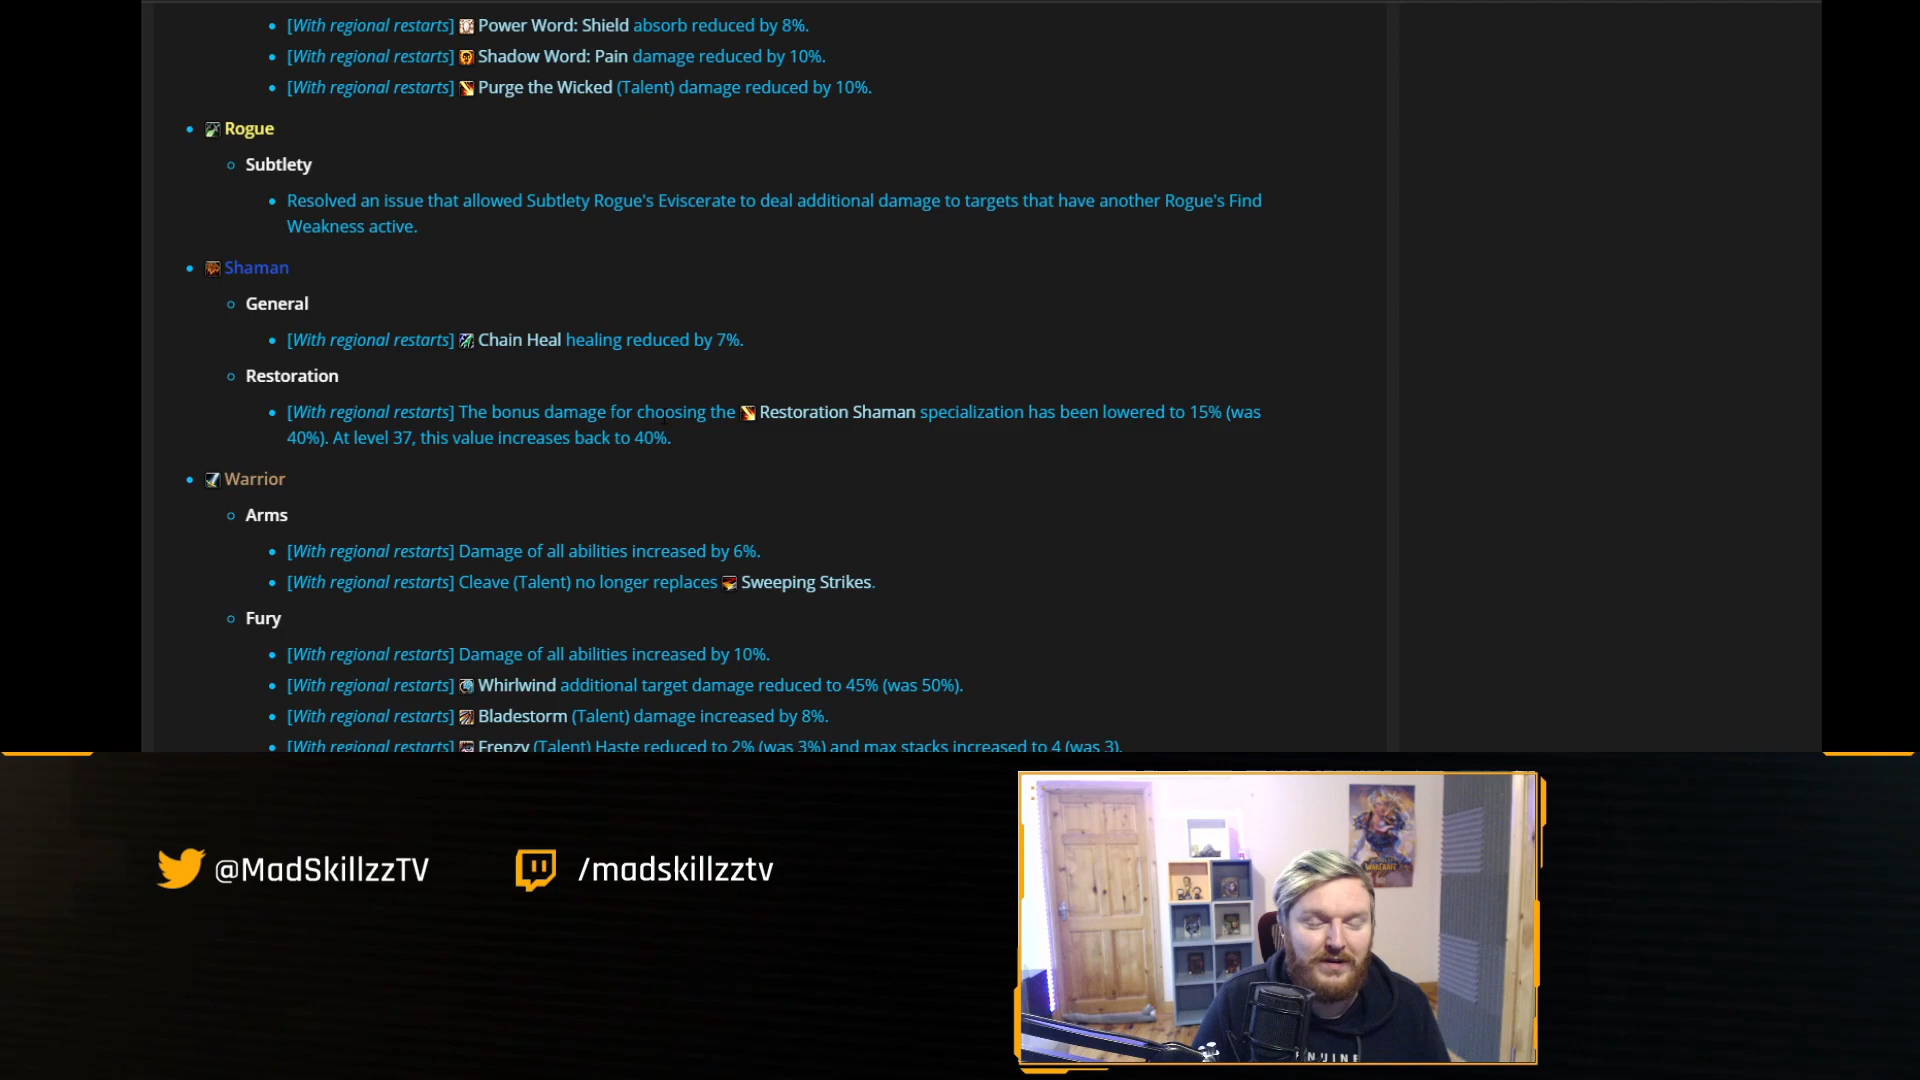 [With regional restarts] Power Word: Shield absorb reduced by 8%.
[With regional restarts] Shadow Word: Pain damage reduced by 10%.
[With regional restarts] Purge the Wicked (Talent) damage reduced by 10%.
Rogue
Subtlety
Resolved an issue that allowed Subtlety Rogue's Eviscerate to deal additional damage to targets that have another Rogue's Find
Weakness active.
Shaman
General
[With regional restarts] Chain Heal healing reduced by 7%.
Restoration
[With regional restarts] The bonus damage for choosing the Restoration Shaman specialization has been lowered to 15% (was
40%). At level 37, this value increases back to 40%.
Warrior
Arms
[With regional restarts] Damage of all abilities increased by 6%.
[With regional restarts] Cleave (Talent) no longer replaces Sweeping Strikes.
Fury
[With regional restarts] Damage of all abilities increased by 10%.
[With regional restarts] Whirlwind additional target damage reduced to 45% (was 50%).
[With regional restarts] Bladestorm (Talent) damage increased by 8%.
[With regional restarts] Frenzy (Talent) Haste reduced to 2% (was 3%) and max stacks increased to 4 (was 3).
@MadSkillzzTV
/madskillzztv
WARCRAFT
ENUINE